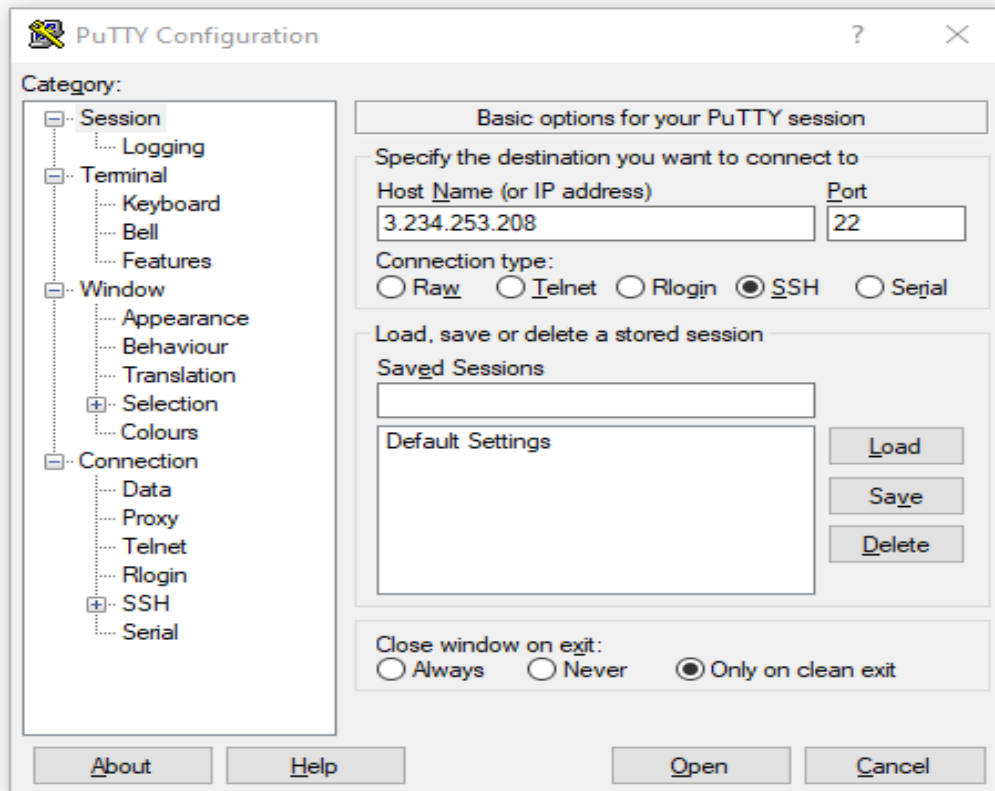 PuTTY Configuration
?
Category:
Session
Logging
Terminal
Keyboard
Bell
Features
Window
Appearance
Behaviour
Translation
Selection
Colours
Connection
Data
Proxy
Telnet
Rlogin
SSH
Serial
Basic options for your PuTTY session
Specify the destination you want to connect to
Host Name (or IP address) Port
3.234.253.208 22
Connection type:
Raw Telnet Rlogin SSH Serial
Load, save or delete a stored session
Saved Sessions
Default Settings
Load
Save
Delete
Close window on exit:
Always Never Only on clean exit
About Help Open Cancel